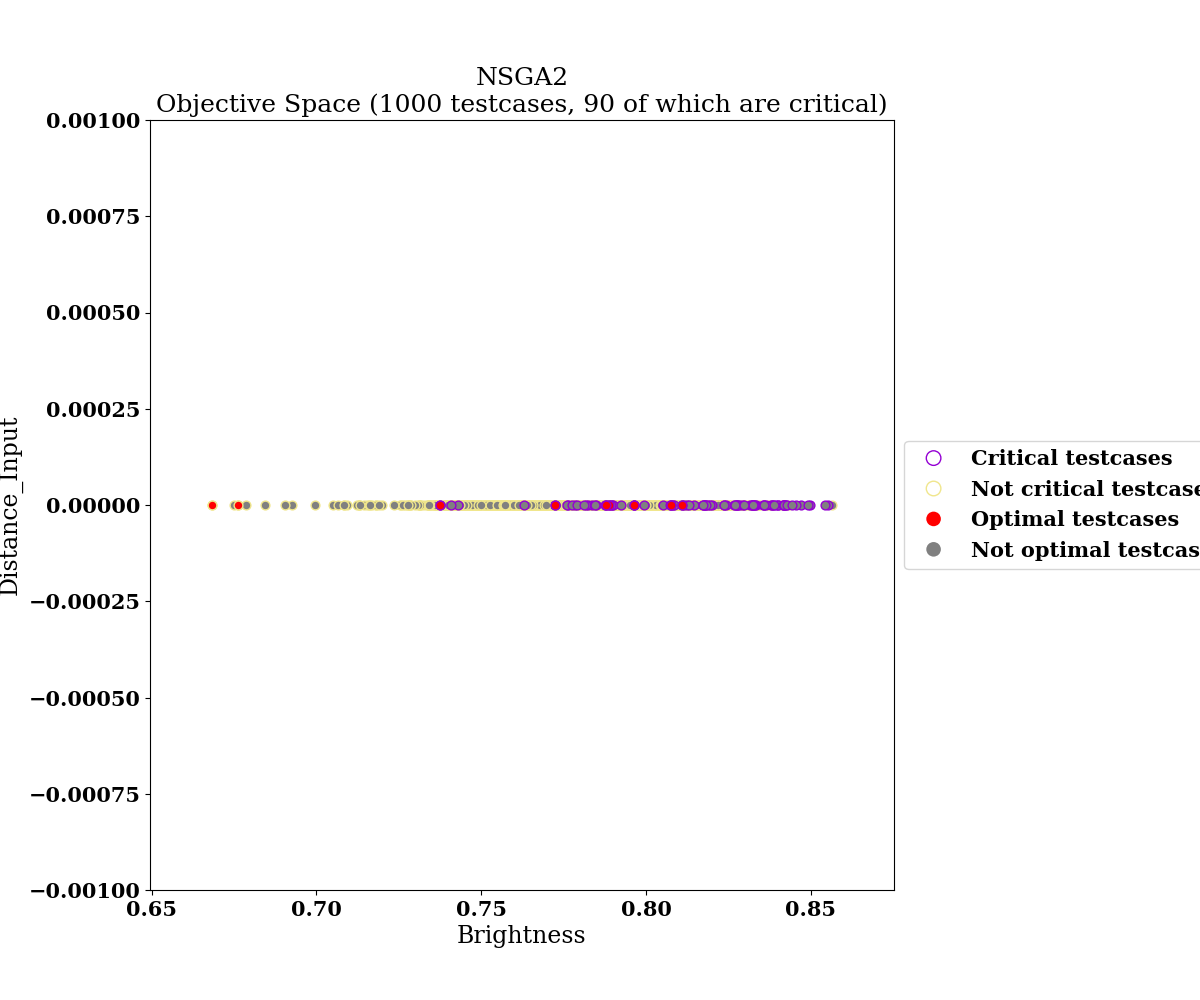 NSGA2
Objective Space (1000 testcases, 90 of which are critical)
0.00100
0.00075
0.00050
0.00025
0.00000
−0.00025
−0.00050
−0.00075
−0.00100
Distance_Input
0.65 0.70 0.75 0.80 0.85
Brightness
Critical testcases
Not critical testcase
Optimal testcases
Not optimal testcas